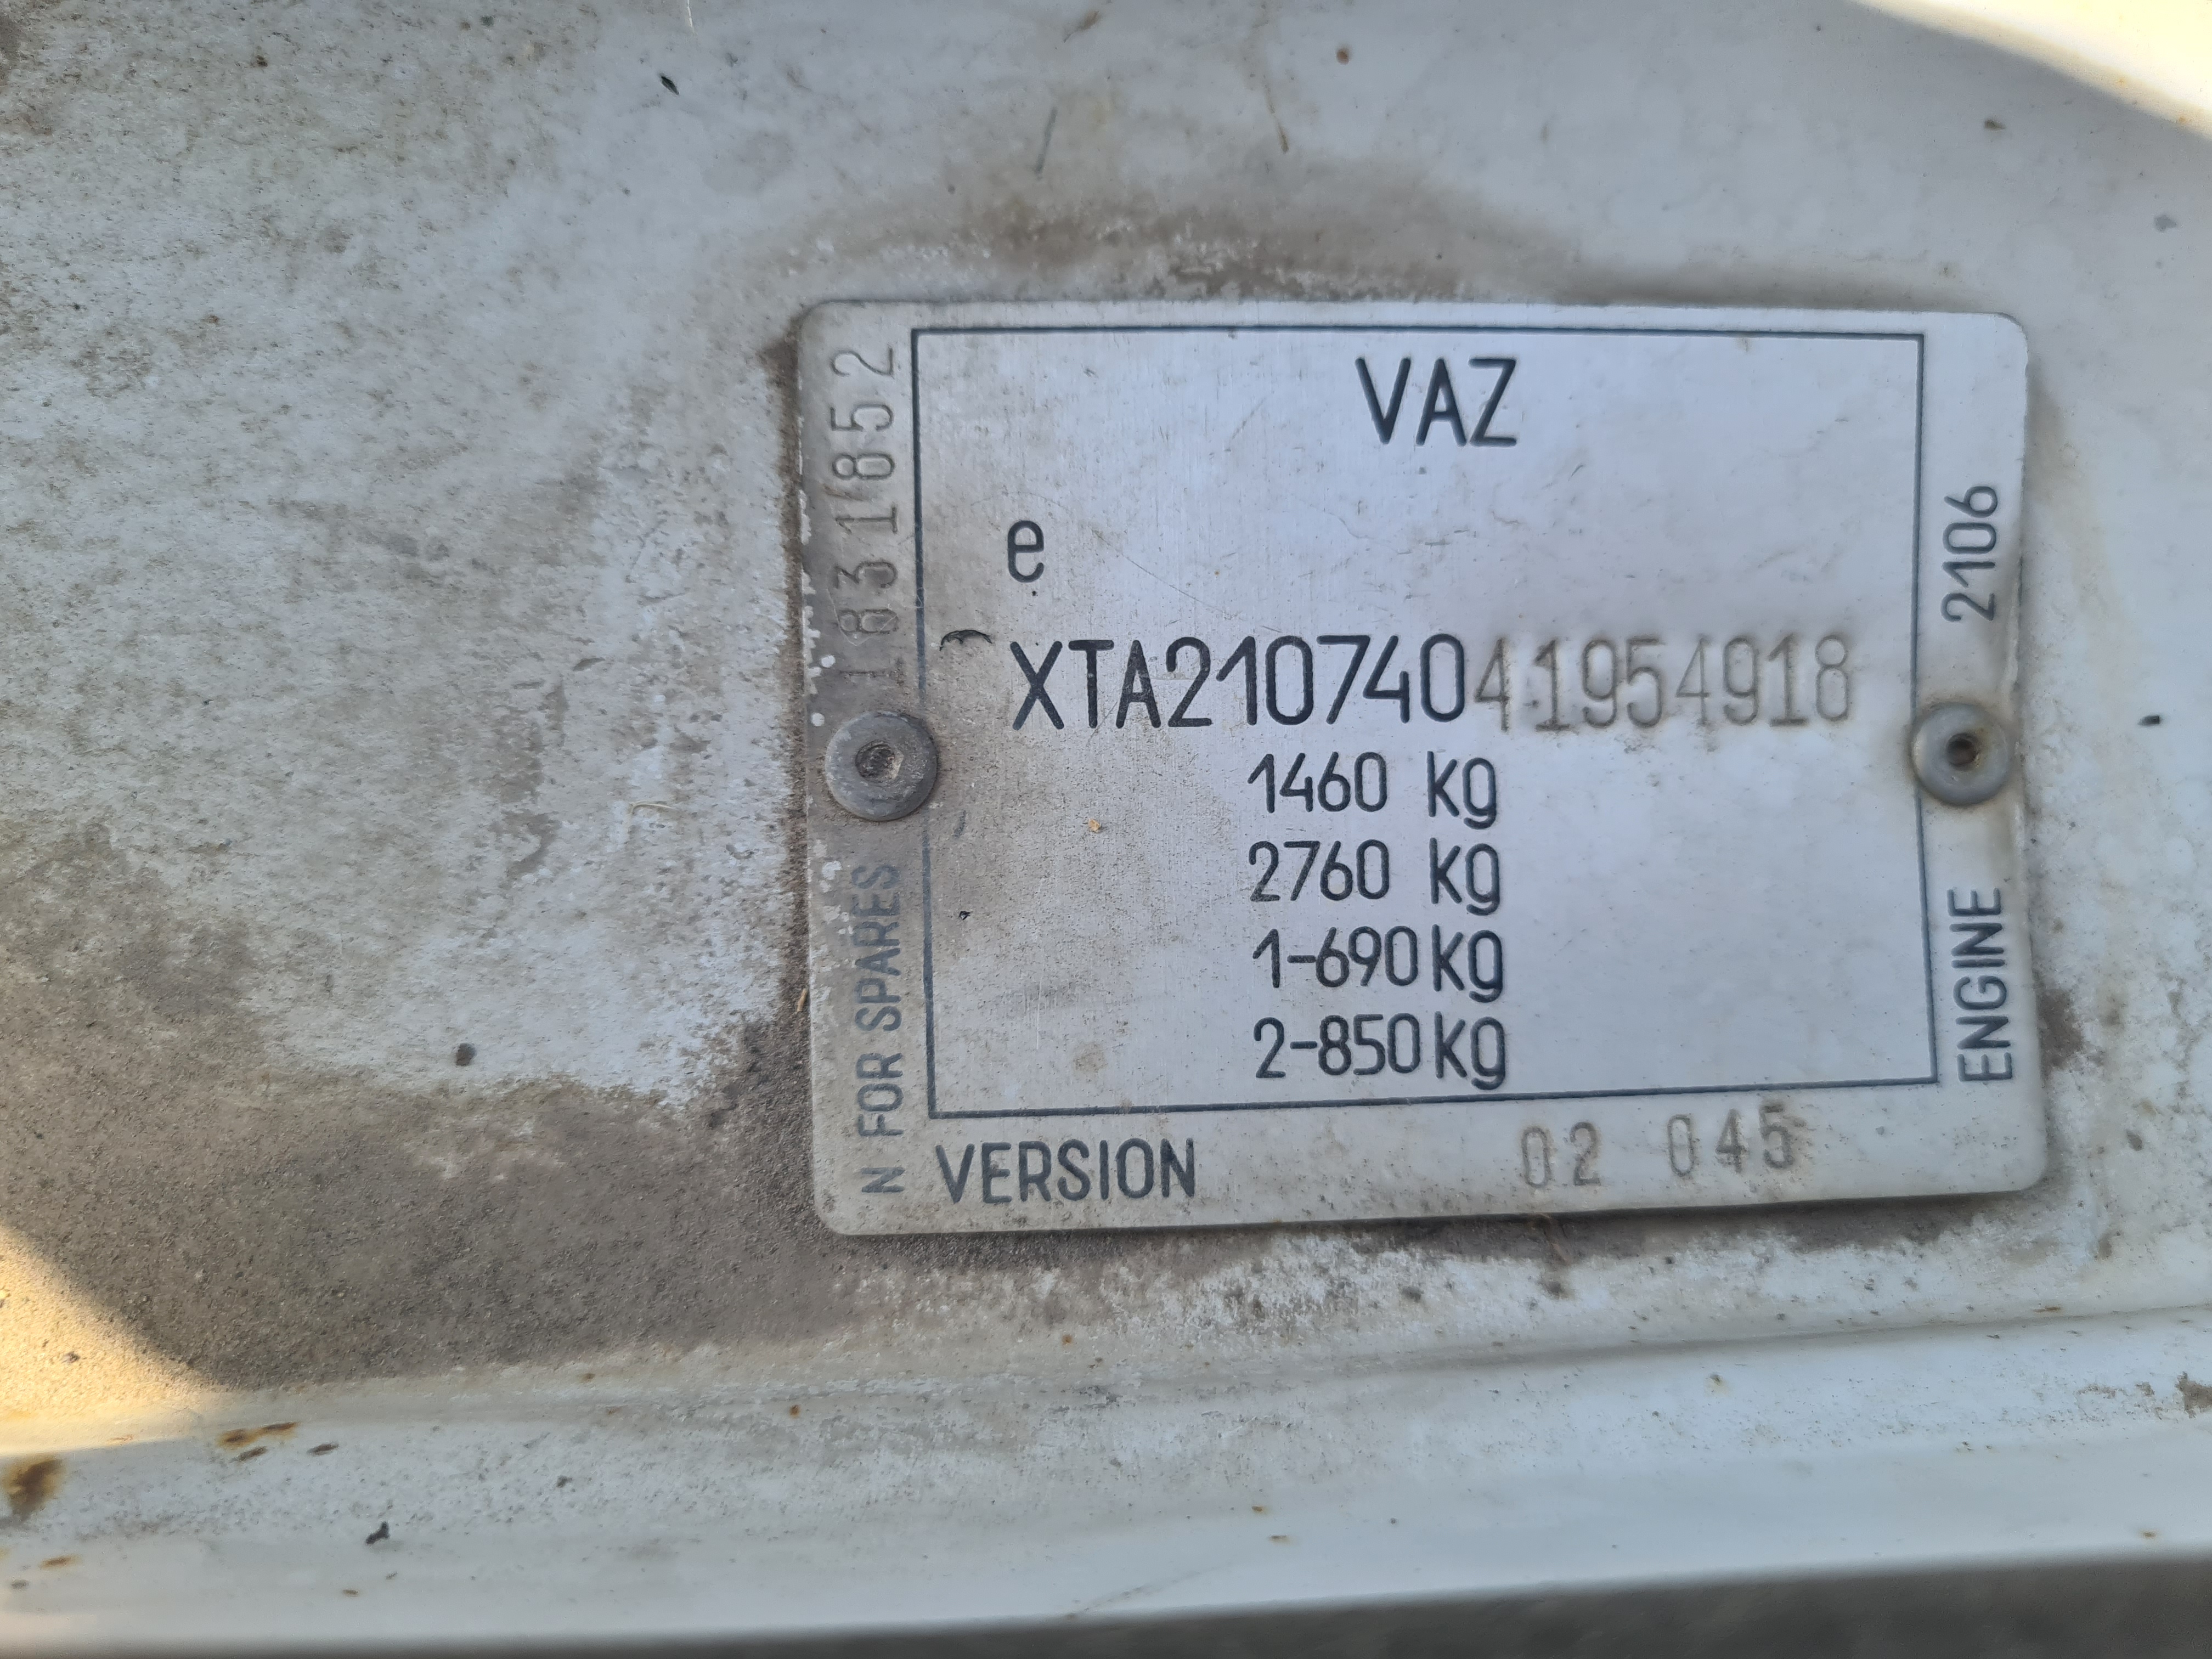 VAZ
e
XTA21074041954918
1460 kg
2760 kg
1-690 kg
2-850 kg
VERSION 02 045
N FOR SPARES 1831852
ENGINE 2106